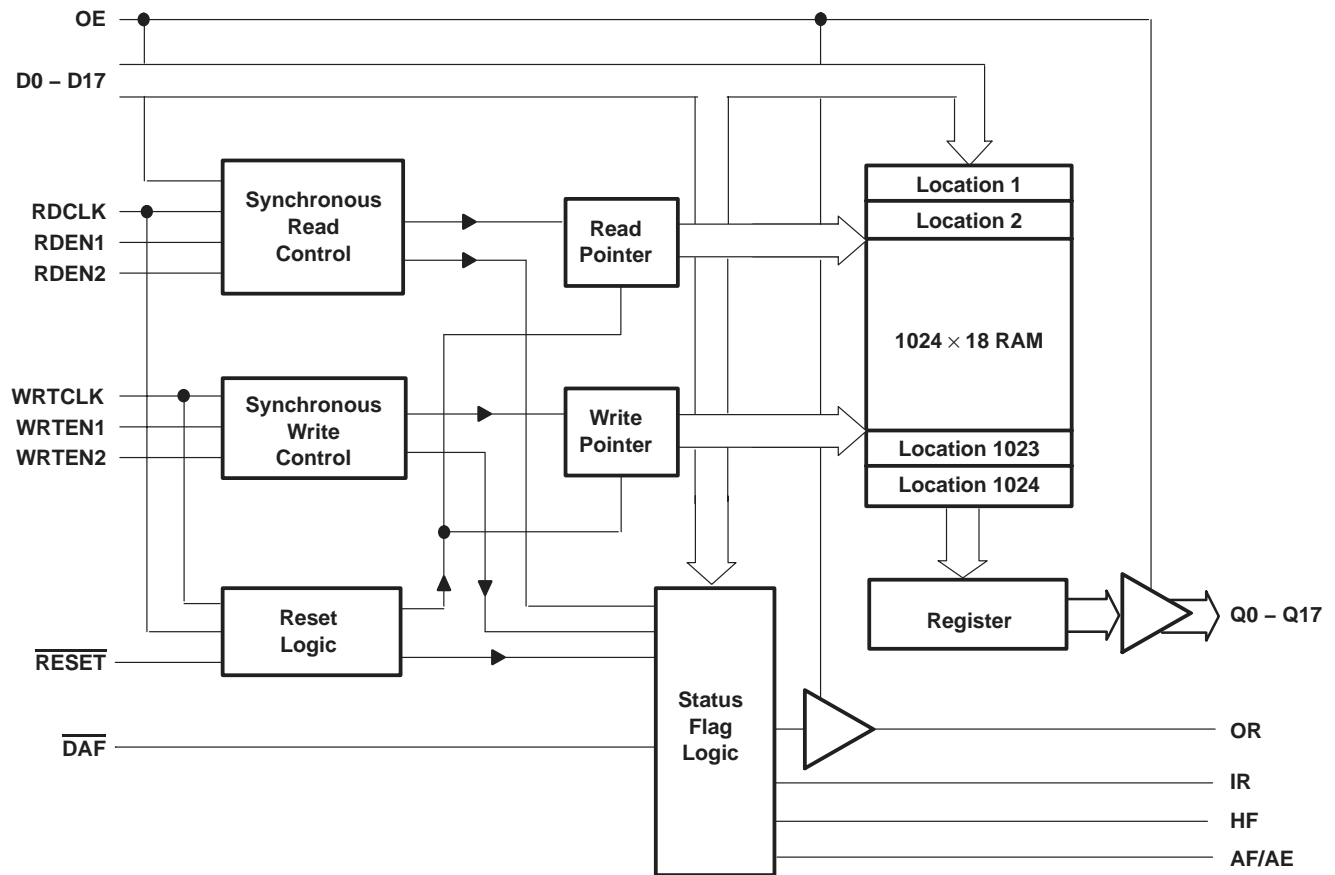 OE
D0 – D17
RDCLK
RDEN1
RDEN2
Synchronous
Read
Control
Read
Pointer
Location 1
Location 2
1024 × 18 RAM
Location 1023
Location 1024
WRTCLK
WRTEN1
WRTEN2
Synchronous
Write
Control
Write
Pointer
Reset
Logic
RESET
DAF
Status
Flag
Logic
Register
Q0 – Q17
OR
IR
HF
AF/AE